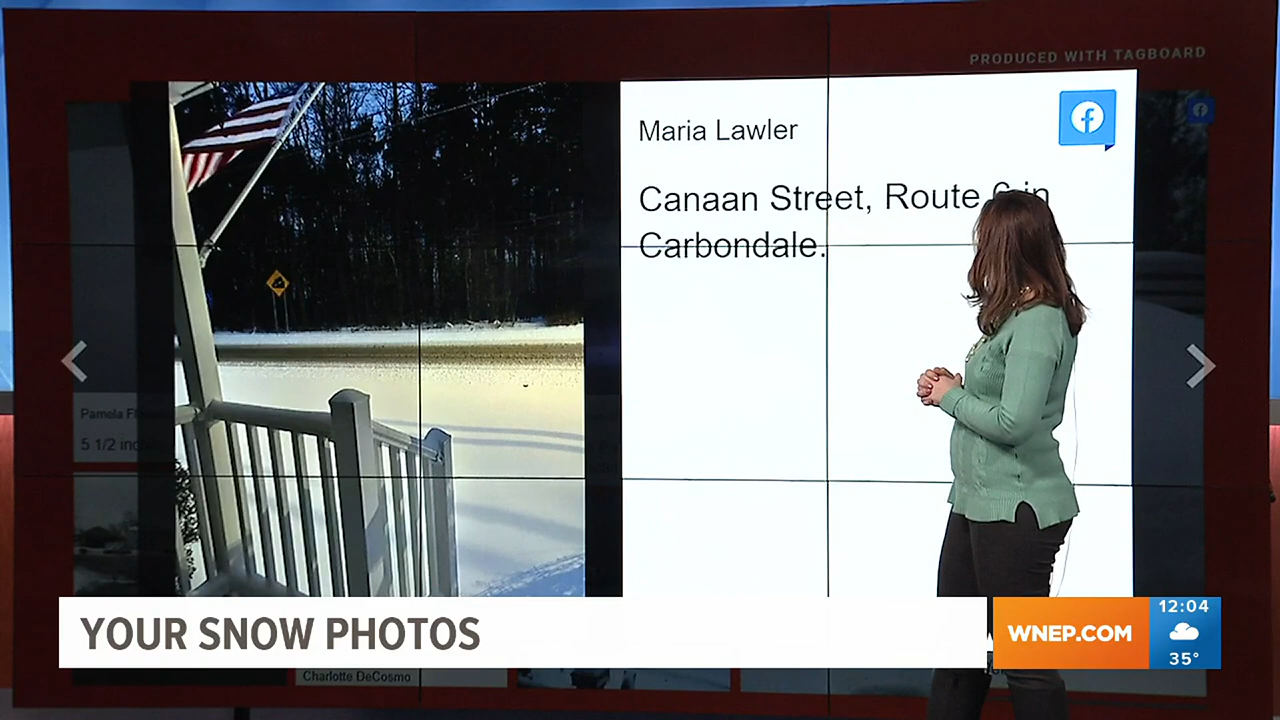 PRODUCED WITH TAGBOARD
Maria Lawler
Canaan Street, Route 6 in
Carbondale.
Pamela
5 1/2
YOUR SNOW PHOTOS
WNEP.COM
12:04
35°
Charlotte DeCosmo